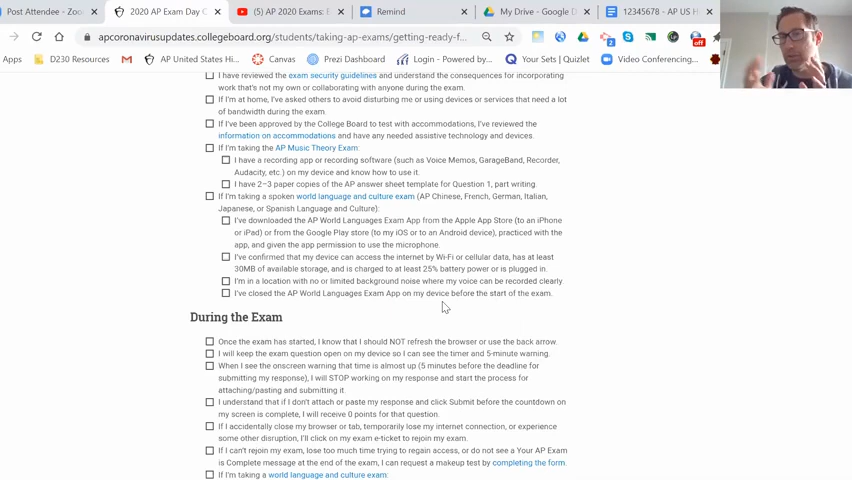 Post Attendee - Zoo
2020 AP Exam Day C
(5) AP 2020 Exams: E
Remind
My Drive - Google D
12345678 - AP US H
apcoronavirusupdates.collegeboard.org/students/taking-ap-exams/getting-ready-f...
Apps
D230 Resources
AP United States Hi...
Prezi Dashboard
Login - Powered by...
Your Sets | Quizlet
Video Conferencing...
I have reviewed the exam security guidelines and understand the consequences for incorporating
work that's not my own or collaborating with anyone during the exam.
If I'm at home, I've asked others to avoid disturbing me or using devices or services that need a lot
of bandwidth during the exam.
If I've been approved by the College Board to test with accommodations, I've reviewed the
information on accommodations and have any needed assistive technology and devices.
If I'm taking the AP Music Theory Exam:
I have a recording app or recording software (such as Voice Memos, GarageBand, Recorder,
Audacity, etc.) on my device and know how to use it.
I have 2–3 paper copies of the AP answer sheet template for Question 1, part writing.
If I'm taking a spoken world language and culture exam (AP Chinese, French, German, Italian,
Japanese, or Spanish Language and Culture):
I've downloaded the AP World Languages Exam App from the Apple App Store (to an iPhone
or iPad) or from the Google Play store (to my iOS or to an Android device), practiced with the
app, and given the app permission to use the microphone.
I've confirmed that my device can access the internet by Wi-Fi or cellular data, has at least
30MB of available storage, and is charged to at least 25% battery power or is plugged in.
I'm in a location with no or limited background noise where my voice can be recorded clearly.
I've closed the AP World Languages Exam App on my device before the start of the exam.
During the Exam
Once the exam has started, I know that I should NOT refresh the browser or use the back arrow.
I will keep the exam question open on my device so I can see the timer and 5-minute warning.
When I see the onscreen warning that time is almost up (5 minutes before the deadline for
submitting my response), I will STOP working on my response and start the process for
attaching/pasting and submitting it.
I understand that if I don't attach or paste my response and click Submit before the countdown on
my screen is complete, I will receive 0 points for that question.
If I accidentally close my browser or tab, temporarily lose my internet connection, or experience
some other disruption, I'll click on my exam e-ticket to rejoin my exam.
If I can't rejoin my exam, lose too much time trying to regain access, or do not see a Your AP Exam
is Complete message at the end of the exam, I can request a makeup test by completing the form.
If I'm taking a world language and culture exam: